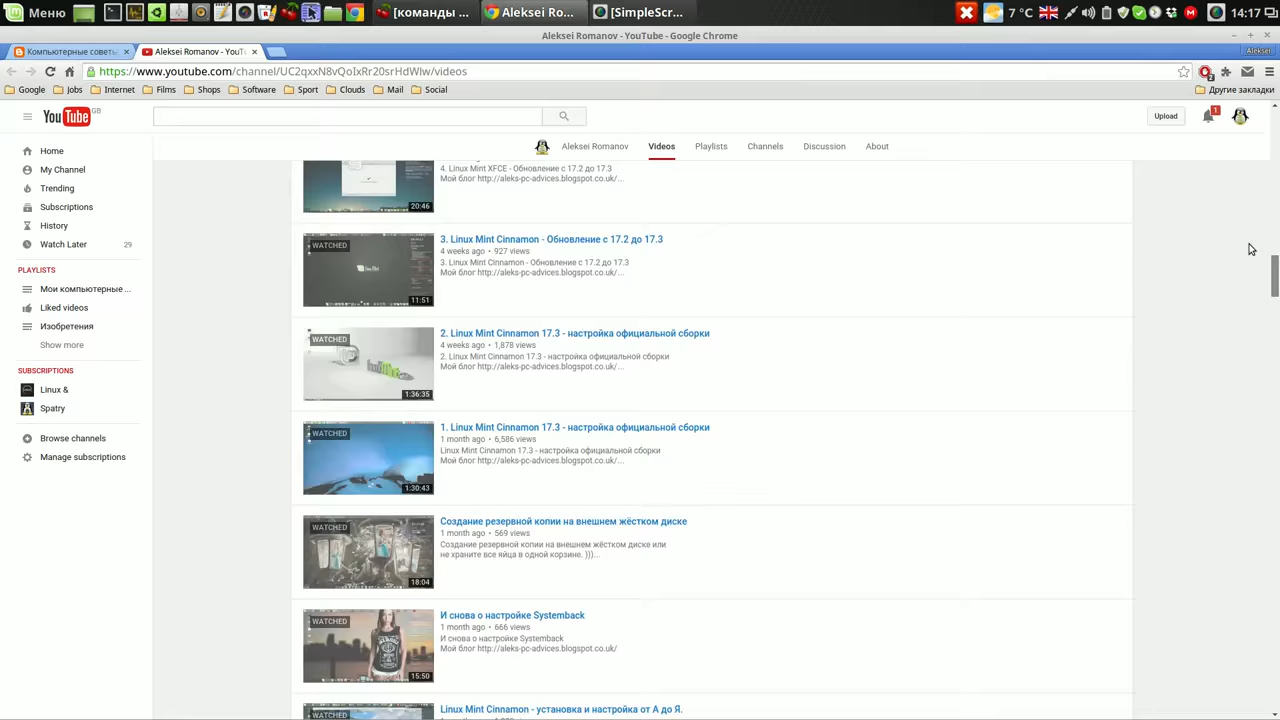 Меню
[команды ...
Aleksei Ro...
[SimpleScr...
7 °C
14:17
Aleksei Romanov - YouTube - Google Chrome
Компьютерные советы
Aleksei Romanov - YouTu
Aleksei
https://www.youtube.com/channel/UC2qxxN8vQoIxRr20srHdWlw/videos
Google
Jobs
Internet
Films
Shops
Software
Sport
Clouds
Mail
Social
Другие закладки
YouTube GB
Upload
1
Aleksei Romanov
Videos
Playlists
Channels
Discussion
About
Home
My Channel
Trending
Subscriptions
History
Watch Later 29
PLAYLISTS
Мои компьютерные ...
Liked videos
Изобретения
Show more
SUBSCRIPTIONS
Linux &
Spatry
Browse channels
Manage subscriptions
4. Linux Mint XFCE - Обновление с 17.2 до 17.3
Мой блог http://aleks-pc-advices.blogspot.co.uk/...
20:46
WATCHED
11:51
3. Linux Mint Cinnamon - Обновление с 17.2 до 17.3
4 weeks ago • 927 views
3. Linux Mint Cinnamon - Обновление с 17.2 до 17.3
Мой блог http://aleks-pc-advices.blogspot.co.uk/...
WATCHED
1:36:35
2. Linux Mint Cinnamon 17.3 - настройка официальной сборки
4 weeks ago • 1,878 views
2. Linux Mint Cinnamon 17.3 - настройка официальной сборки
Мой блог http://aleks-pc-advices.blogspot.co.uk/...
WATCHED
1:30:43
1. Linux Mint Cinnamon 17.3 - настройка официальной сборки
1 month ago • 6,586 views
Linux Mint Cinnamon 17.3 - настройка официальной сборки
Мой блог http://aleks-pc-advices.blogspot.co.uk/...
WATCHED
18:04
Создание резервной копии на внешнем жёстком диске
1 month ago • 569 views
Создание резервной копии на внешнем жёстком диске или
не храните все яйца в одной корзине. )))...
WATCHED
15:50
И снова о настройке Systemback
1 month ago • 666 views
И снова о настройке Systemback
Мой блог http://aleks-pc-advices.blogspot.co.uk/
WATCHED
Linux Mint Cinnamon - установка и настройка от А до Я.